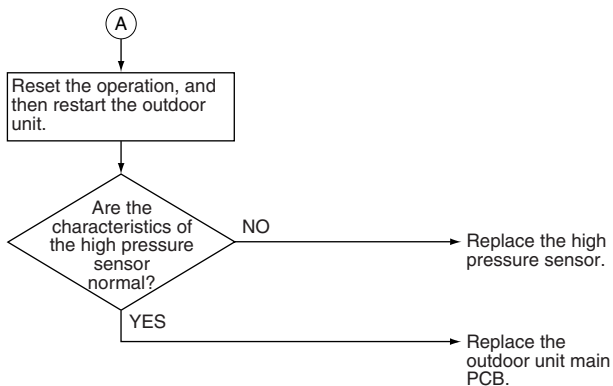 A
Reset the operation, and
then restart the outdoor
unit.
Are the
characteristics of
the high pressure
sensor
normal?
NO
Replace the high
pressure sensor.
YES
Replace the
outdoor unit main
PCB.